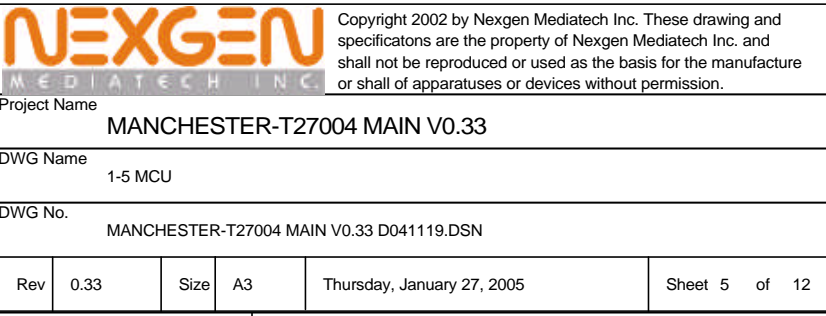 NEXGEN
MEDIATECH INC.
Copyright 2002 by Nexgen Mediatech Inc. These drawing and
specificatons are the property of Nexgen Mediatech Inc. and
shall not be reproduced or used as the basis for the manufacture
or shall of apparatuses or devices without permission.
Project Name
MANCHESTER-T27004 MAIN V0.33
DWG Name
1-5 MCU
DWG No.
MANCHESTER-T27004 MAIN V0.33 D041119.DSN
Rev 0.33 Size A3 Thursday, January 27, 2005 Sheet 5 of 12